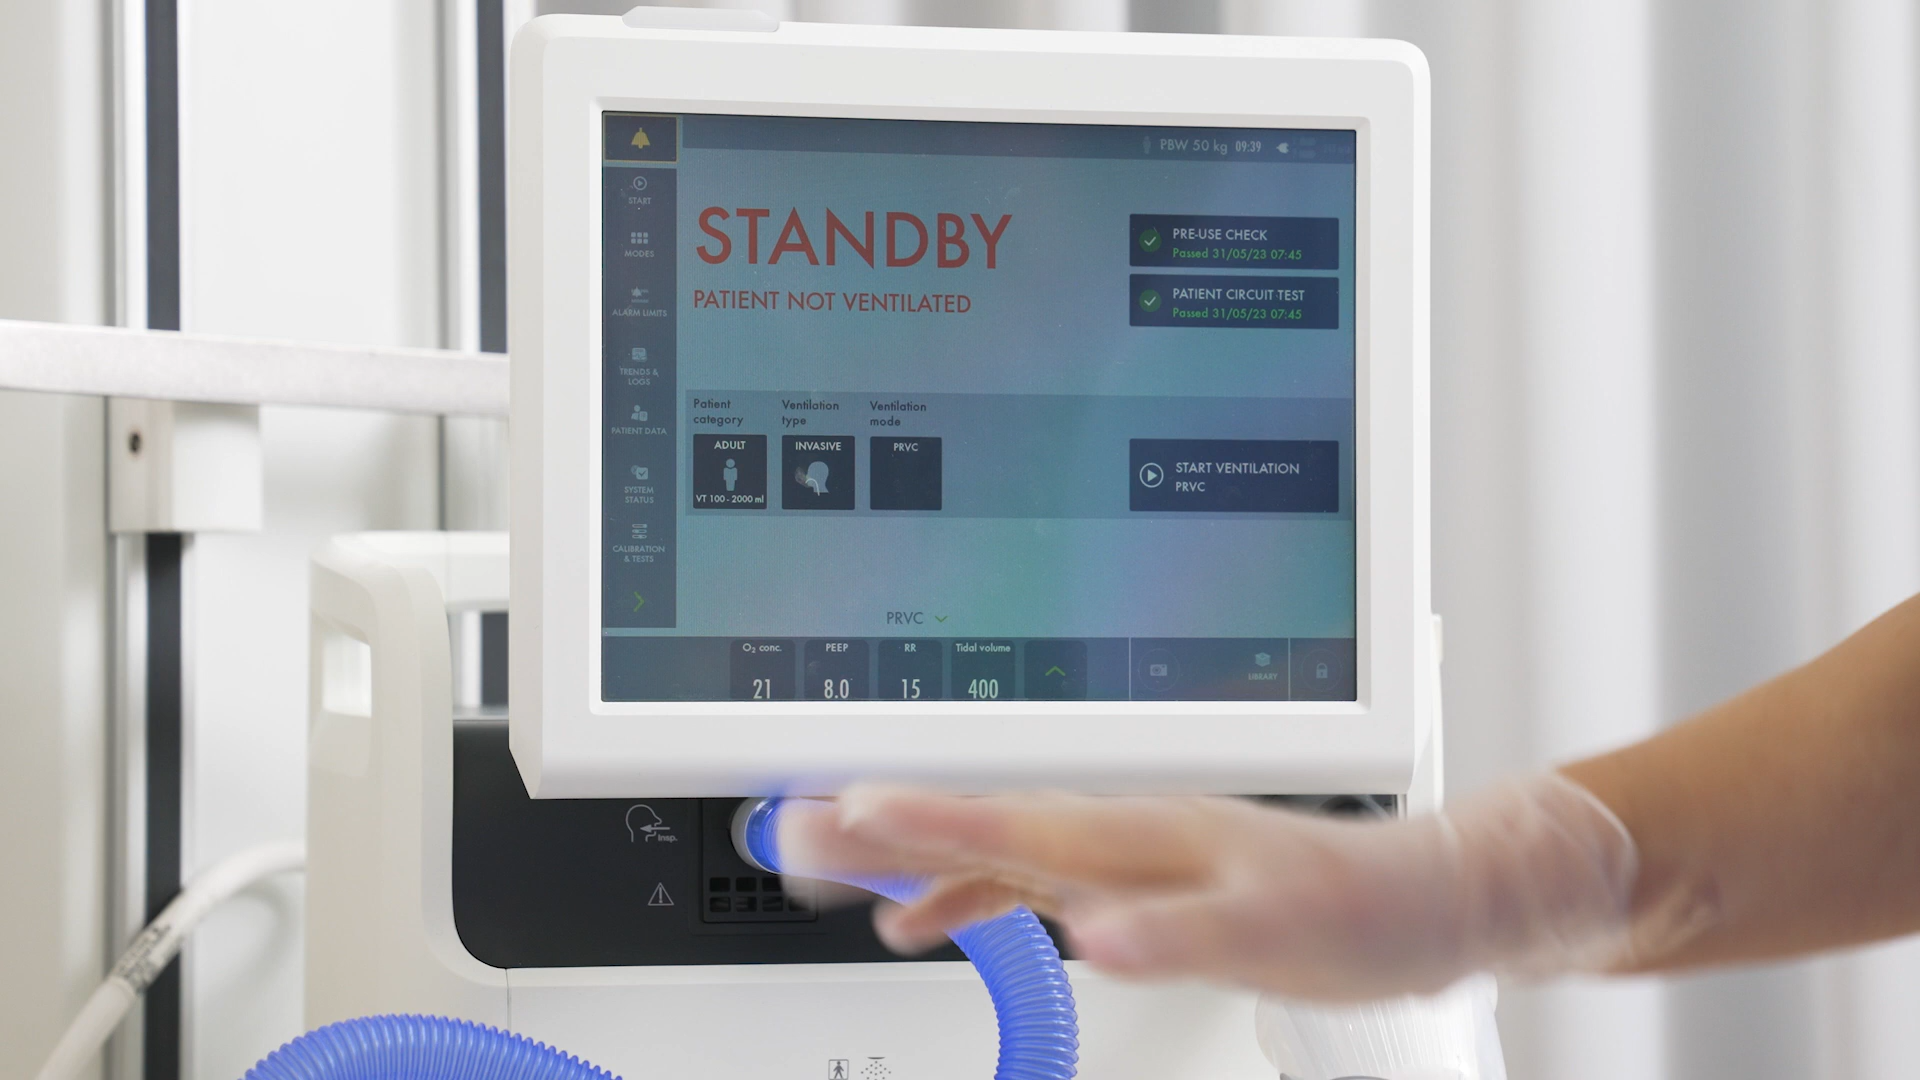 PBW 50 kg 09:39
START
MODES
ALARM LIMITS
TRENDS &
LOGS
PATIENT DATA
SYSTEM
STATUS
CALIBRATION
& TESTS
STANDBY
PATIENT NOT VENTILATED
PRE-USE CHECK
Passed 31/05/23 07:45
PATIENT CIRCUIT TEST
Passed 31/05/23 07:45
Patient
category
ADULT
VT 100 - 2000 ml
Ventilation
type
INVASIVE
Ventilation
mode
PRVC
START VENTILATION
PRVC
PRVC
O₂ conc.
21
PEEP
8.0
RR
15
Tidal volume
400
LIBRARY
Insp.